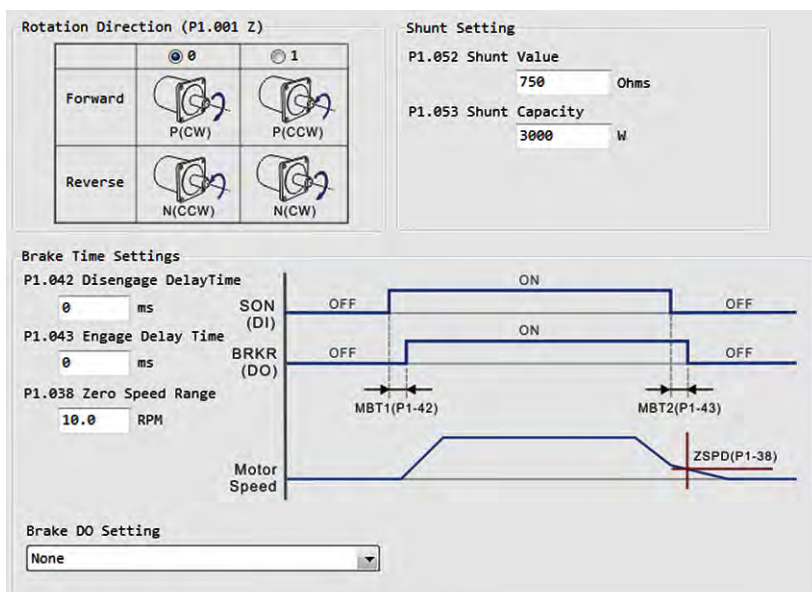 Rotation Direction (P1.001 Z)
0 1
Forward
P(CW) P(CCW)
Reverse
N(CCW) N(CW)
Shunt Setting
P1.052 Shunt Value
750 Ohms
P1.053 Shunt Capacity
3000 W
Brake Time Settings
P1.042 Disengage DelayTime
0 ms
P1.043 Engage Delay Time
0 ms
P1.038 Zero Speed Range
10.0 RPM
SON
(DI)
OFF ON OFF
BRKR
(DO)
OFF ON OFF
MBT1(P1-42) MBT2(P1-43)
Motor
Speed
ZSPD(P1-38)
Brake DO Setting
None